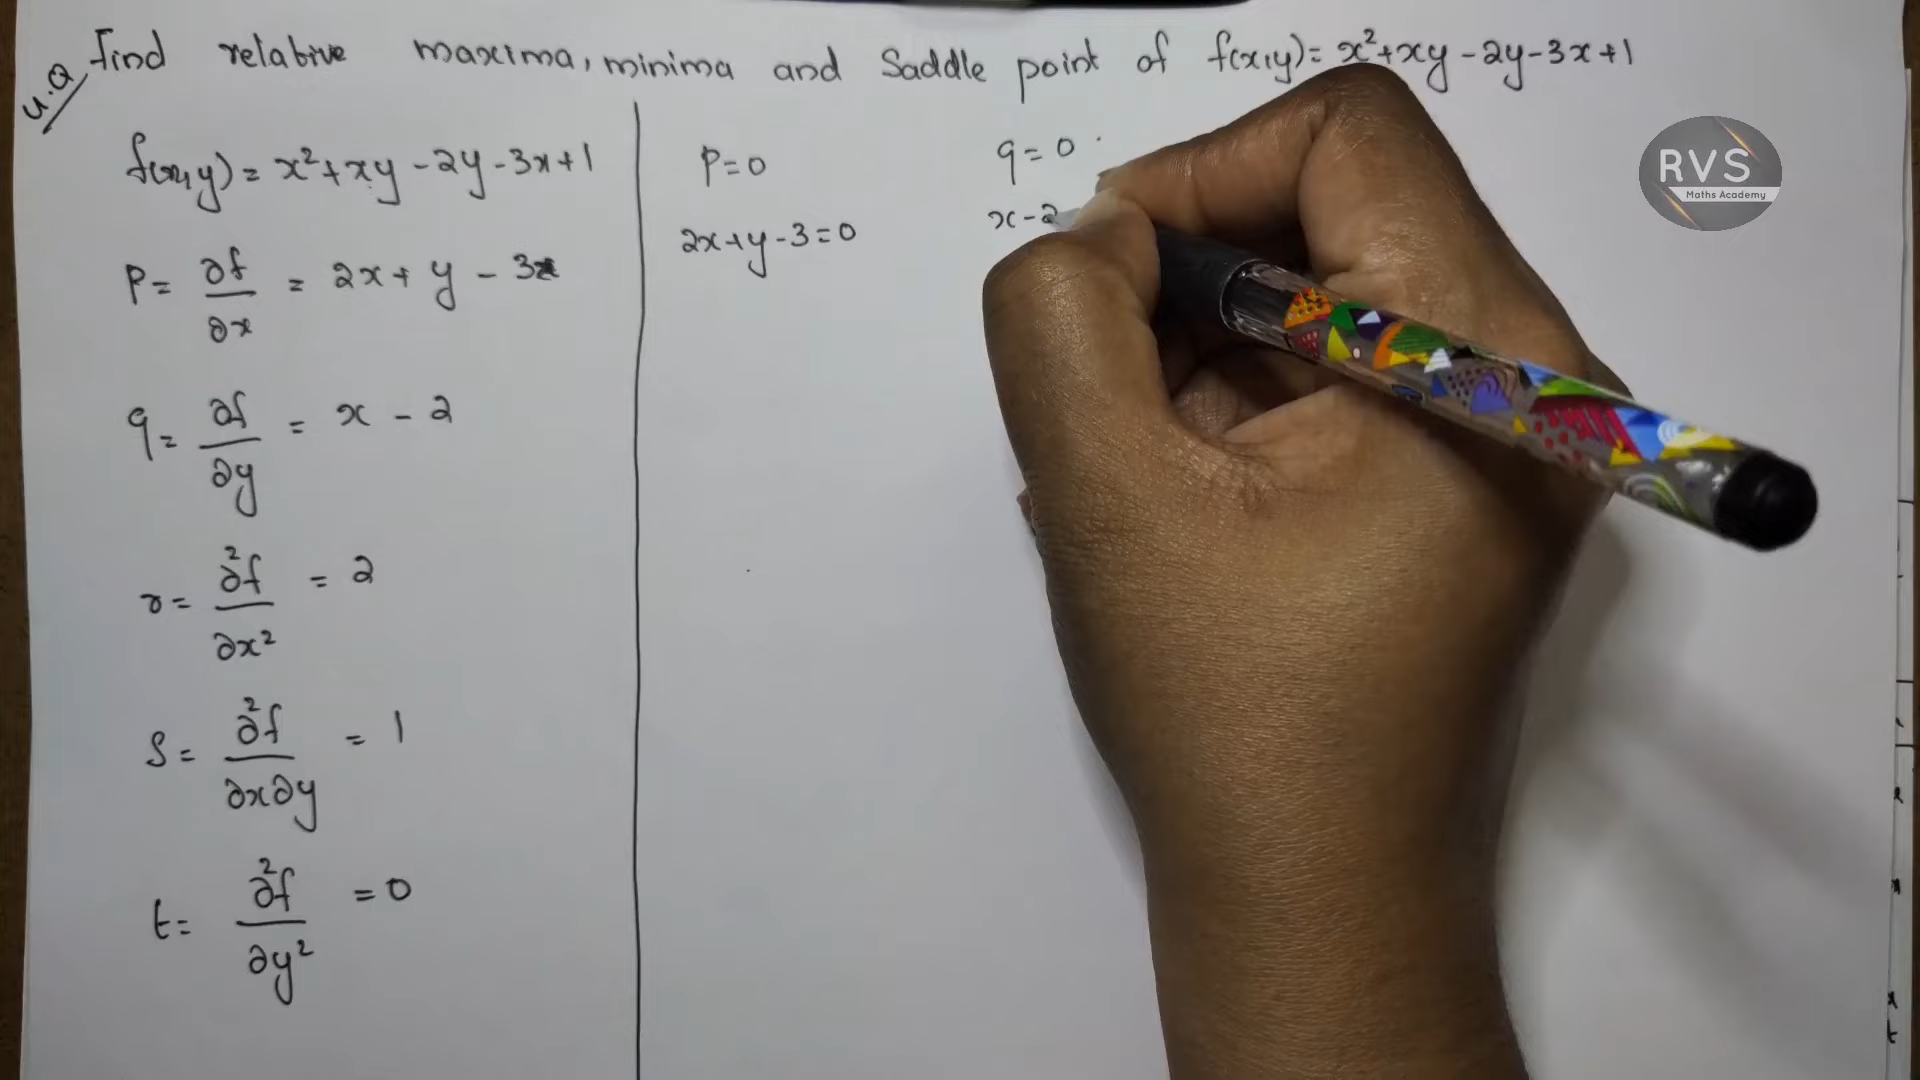 U.Q Find relative maxima, minima and Saddle point of f(x,y) = x²+xy-2y-3x+1
f(x,y) = x²+xy-2y-3x+1
p = ∂f/∂x = 2x + y - 3
q = ∂f/∂y = x - 2
r = ∂²f/∂x² = 2
s = ∂²f/∂x∂y = 1
t = ∂²f/∂y² = 0
p = 0
2x+y-3=0
q = 0
x-2
RVS
Maths Academy